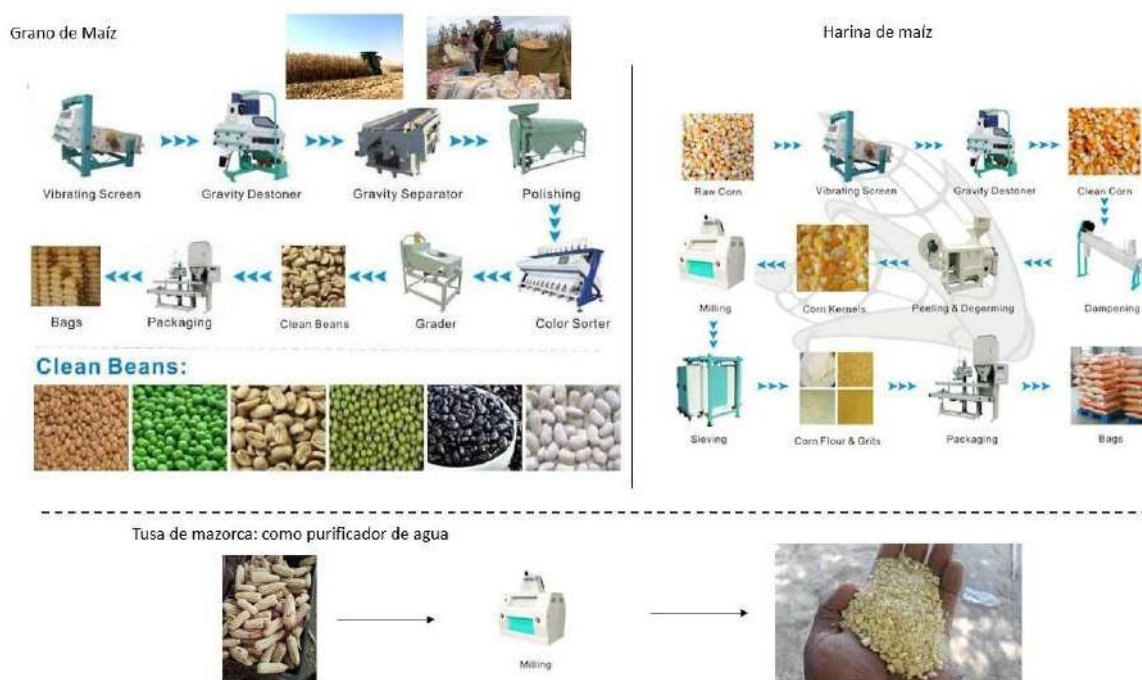 Grano de Maíz
Vibrating Screen
Gravity Destoner
Gravity Separator
Polishing
Bags
Packaging
Clean Beans
Grader
Color Sorter
Clean Beans:
Harina de maíz
Raw Corn
Vibrating Screen
Gravity Destoner
Clean Corn
Milling
Corn Kernels
Peeling & Degerming
Dampening
Sieving
Corn Flour & Grits
Packaging
Bags
Tusa de mazorca: como purificador de agua
Milling